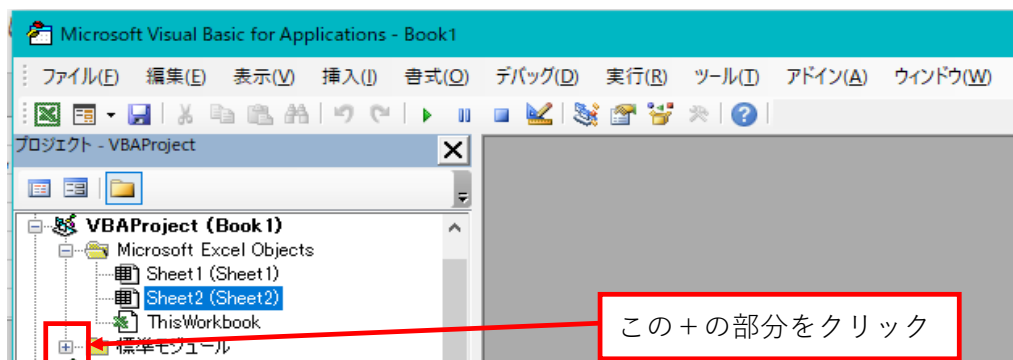 Microsoft Visual Basic for Applications - Book1
ファイル(F) 編集(E) 表示(V) 挿入(I) 書式(O) デバッグ(D) 実行(R) ツール(T) アドイン(A) ウィンドウ(W)
プロジェクト - VBAProject
VBAProject (Book1)
Microsoft Excel Objects
Sheet1 (Sheet1)
Sheet2 (Sheet2)
ThisWorkbook
標準モジュール
この+の部分をクリック